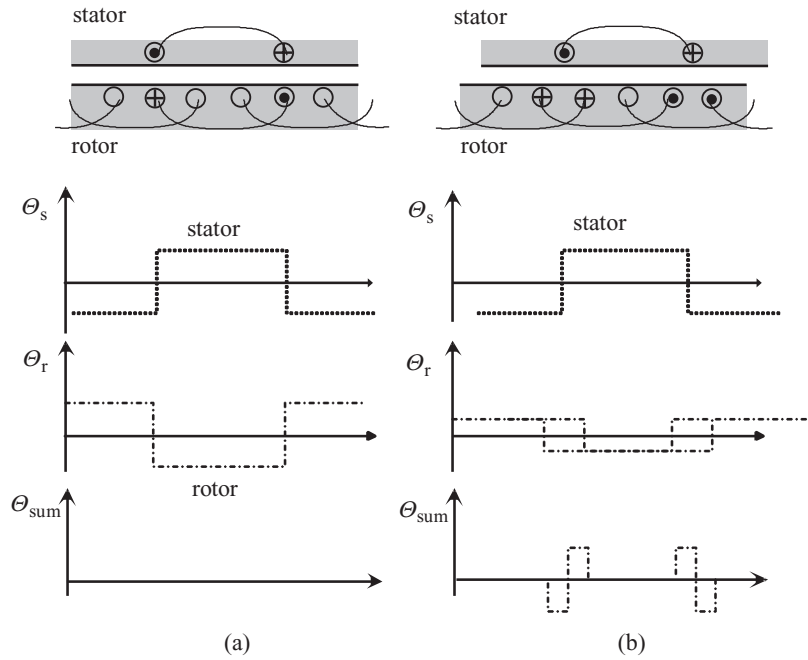 stator
rotor
Θs
stator
Θr
rotor
Θsum
(a)
stator
rotor
Θs
stator
Θr
Θsum
(b)